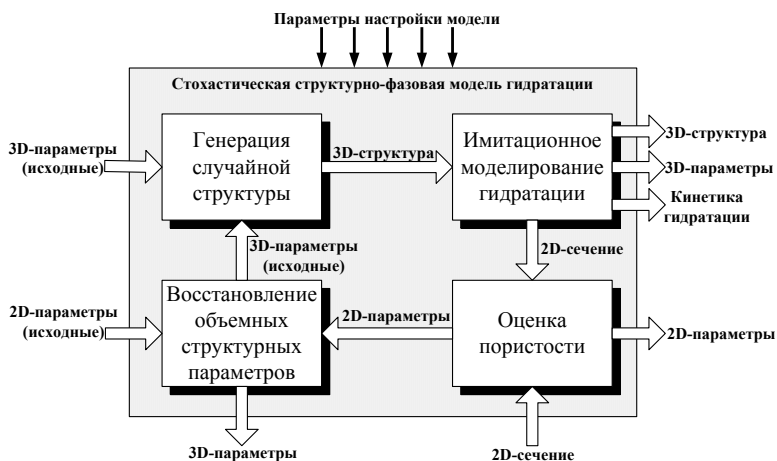 Параметры настройки модели
Стохастическая структурно-фазовая модель гидратации
3D-параметры
(исходные)
Генерация
случайной
структуры
3D-структура
Имитационное
моделирование
гидратации
3D-структура
3D-параметры
Кинетика
гидратации
3D-параметры
(исходные)
2D-сечение
2D-параметры
(исходные)
Восстановление
объемных
структурных
параметров
2D-параметры
Оценка
пористости
2D-параметры
3D-параметры
2D-сечение